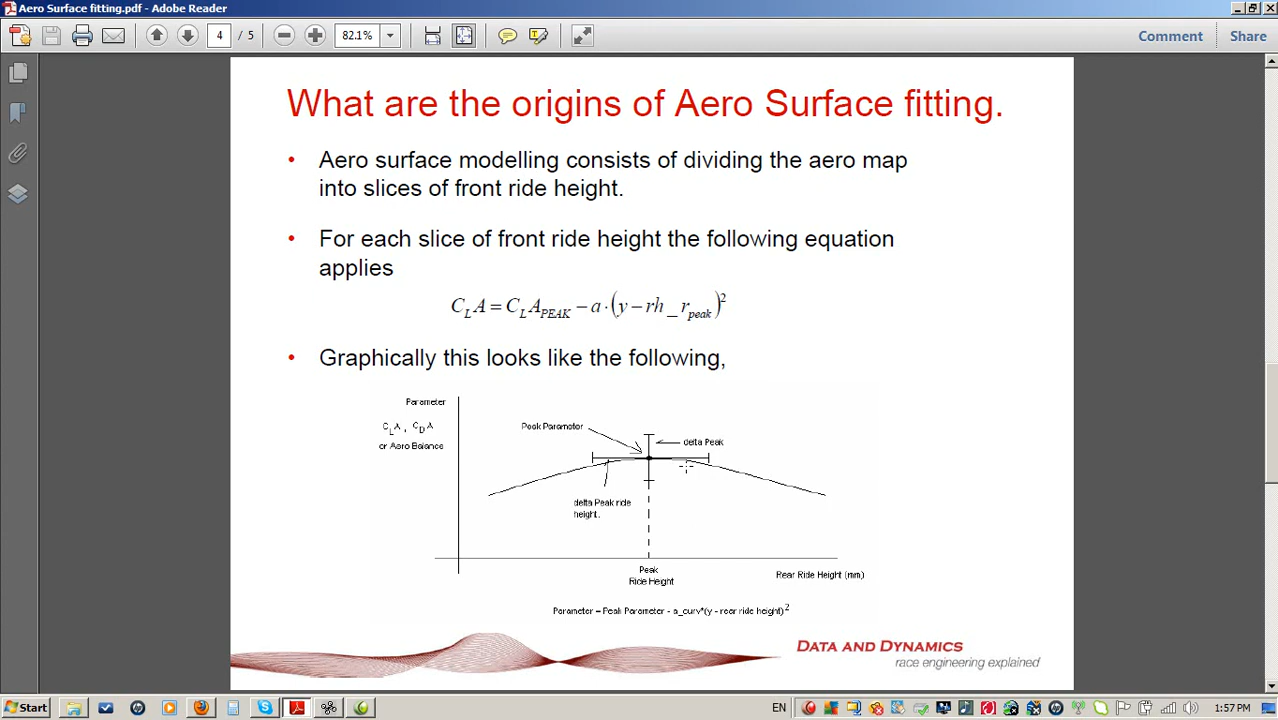 Aero Surface fitting.pdf - Adobe Reader
4 / 5
82.1%
Comment
Share
What are the origins of Aero Surface fitting.
• Aero surface modelling consists of dividing the aero map
into slices of front ride height.
• For each slice of front ride height the following equation
applies
C_L A = C_L A_PEAK − a · (y − rh _ r_peak)²
• Graphically this looks like the following,
Parameter
C_L A , C_D A
or Aero Balance
Peak Parameter
delta Peak
delta Peak ride
height.
Peak
Ride Height
Rear Ride Height (mm)
Parameter = Peak Parameter - a_curv*(y - rear ride height)²
DATA AND DYNAMICS
race engineering explained
Start
EN
1:57 PM